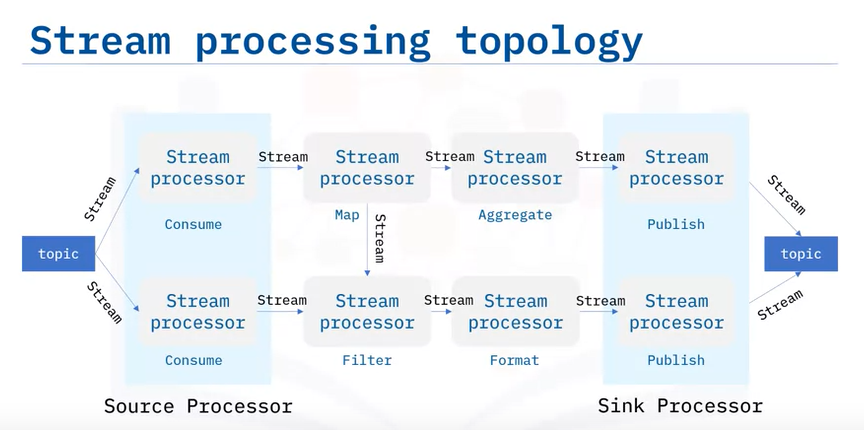 Stream processing topology
Stream
Stream
processor
Consume
Stream
Stream
processor
Map
Stream
Stream
processor
Aggregate
Stream
Stream
processor
Publish
Stream
topic
Stream
topic
Stream
Stream
processor
Consume
Stream
Stream
processor
Filter
Stream
Stream
processor
Format
Stream
Stream
processor
Publish
Stream
Source Processor
Sink Processor